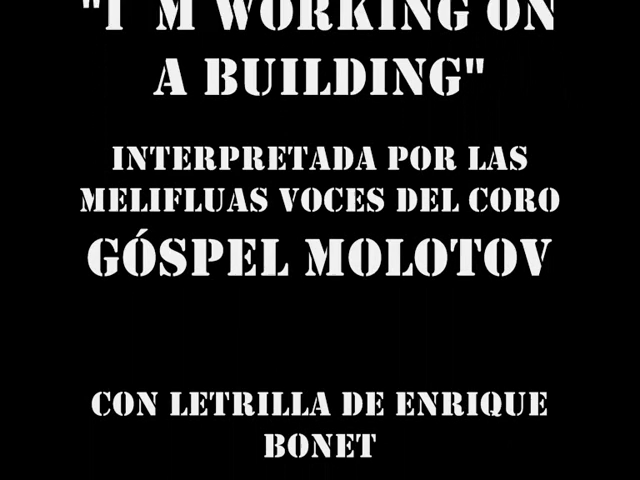 "I´M WORKING ON
A BUILDING"
INTERPRETADA POR LAS
MELIFLUAS VOCES DEL CORO
GÓSPEL MOLOTOV
CON LETRILLA DE ENRIQUE
BONET